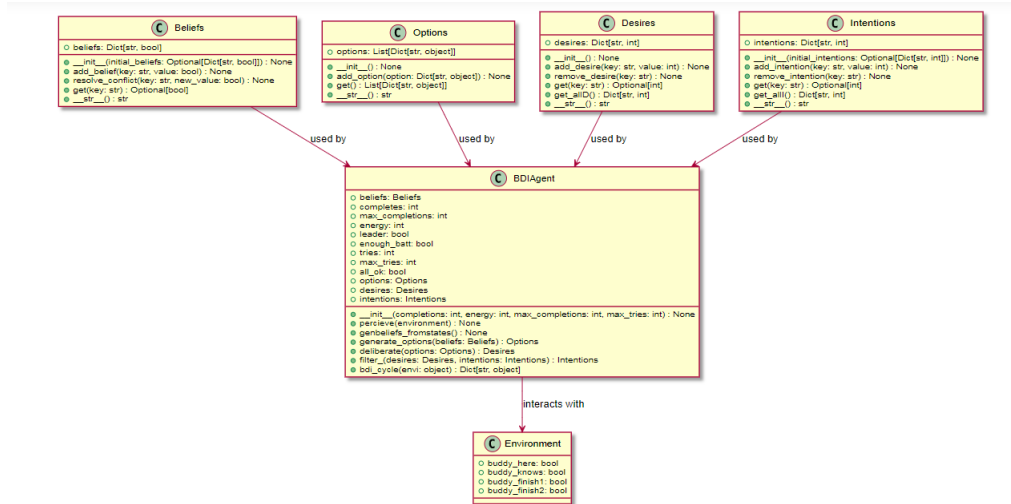 C Beliefs
beliefs: Dict[str, bool]
__init__(initial_beliefs: Optional[Dict[str, bool]]) : None
add_belief(key: str, value: bool) : None
resolve_conflict(key: str, new_value: bool) : None
get(key: str) : Optional[bool]
__str__() : str
C Options
options: List[Dict[str, object]]
__init__() : None
add_option(option: Dict[str, object]) : None
get() : List[Dict[str, object]]
__str__() : str
C Desires
desires: Dict[str, int]
__init__() : None
add_desire(key: str, value: int) : None
remove_desire(key: str) : None
get(key: str) : Optional[int]
get_allD() : Dict[str, int]
__str__() : str
C Intentions
intentions: Dict[str, int]
__init__(initial_intentions: Optional[Dict[str, int]]) : None
add_intention(key: str, value: int) : None
remove_intention(key: str) : None
get(key: str) : Optional[int]
get_allI() : Dict[str, int]
__str__() : str
used by
used by
used by
used by
C BDIAgent
beliefs: Beliefs
completes: int
max_completions: int
energy: int
leader: bool
enough_batt: bool
tries: int
max_tries: int
all_ok: bool
options: Options
desires: Desires
intentions: Intentions
__init__(completions: int, energy: int, max_completions: int, max_tries: int) : None
percieve(environment) : None
genbeliefs_fromstates() : None
generate_options(beliefs: Beliefs) : Options
deliberate(options: Options) : Desires
filter_(desires: Desires, intentions: Intentions) : Intentions
bdi_cycle(envi: object) : Dict[str, object]
interacts with
C Environment
buddy_here: bool
buddy_knows: bool
buddy_finish1: bool
buddy_finish2: bool